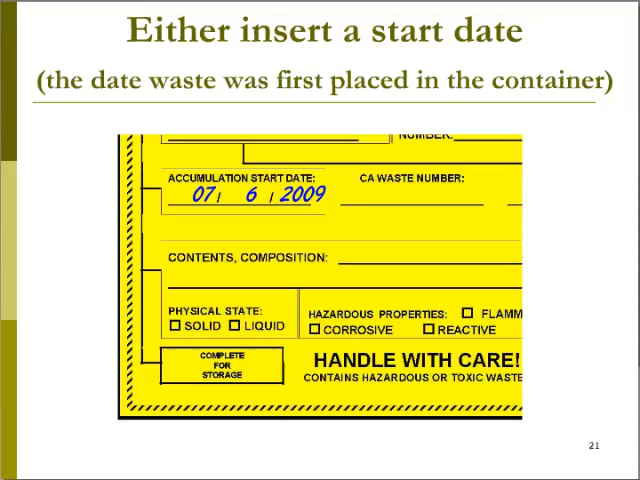 Either insert a start date
(the date waste was first placed in the container)
NUMBER:
ACCUMULATION START DATE:
CA WASTE NUMBER:
07 / 6 / 2009
CONTENTS, COMPOSITION:
PHYSICAL STATE:
HAZARDOUS PROPERTIES: FLAMM
SOLID LIQUID
CORROSIVE REACTIVE
COMPLETE
FOR
STORAGE
HANDLE WITH CARE!
CONTAINS HAZARDOUS OR TOXIC WASTE
21